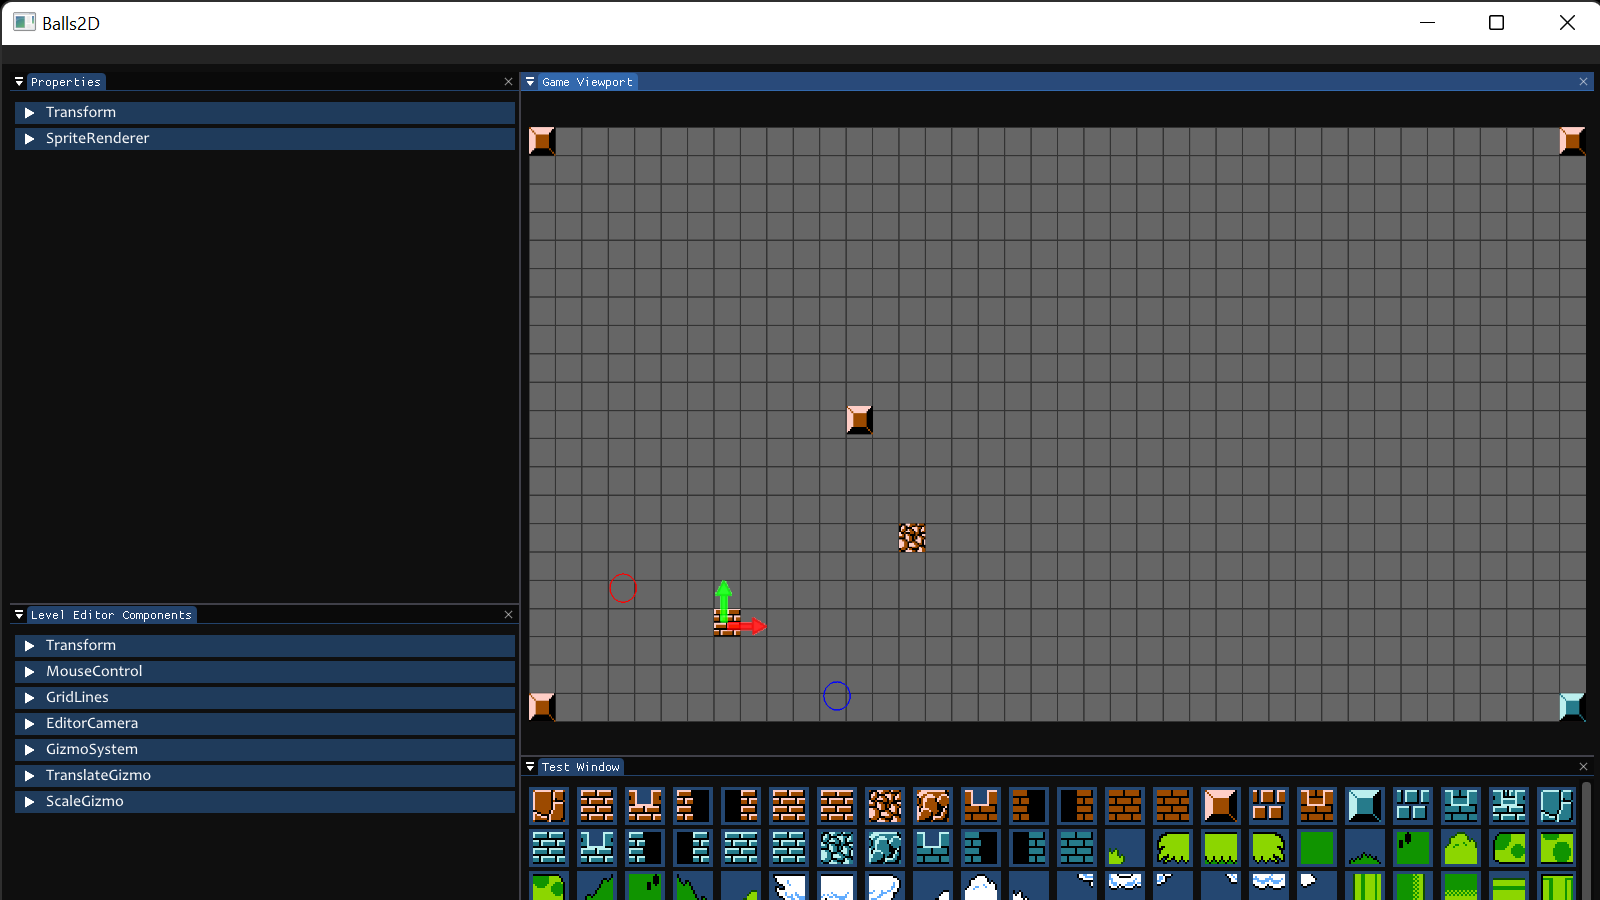 Balls2D
Properties
Transform
SpriteRenderer
Game Viewport
Level Editor Components
Transform
MouseControl
GridLines
EditorCamera
GizmoSystem
TranslateGizmo
ScaleGizmo
Test Window